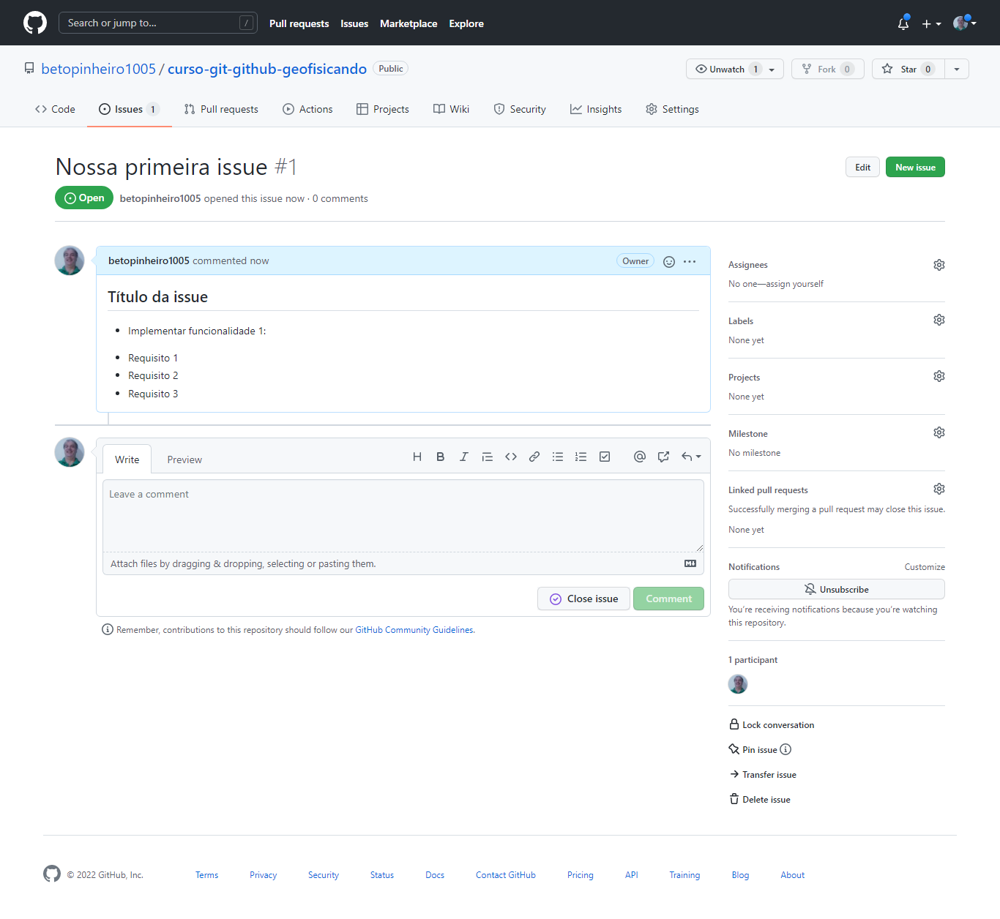 Search or jump to... /
Pull requests Issues Marketplace Explore
betopinheiro1005 / curso-git-github-geofisicando Public
Unwatch 1 Fork 0 Star 0
Code Issues 1 Pull requests Actions Projects Wiki Security Insights Settings
Nossa primeira issue #1
Edit New issue
Open betopinheiro1005 opened this issue now · 0 comments
betopinheiro1005 commented now
Owner
Título da issue
Implementar funcionalidade 1:
Requisito 1
Requisito 2
Requisito 3
Write Preview
Leave a comment
Attach files by dragging & dropping, selecting or pasting them.
Close issue Comment
Remember, contributions to this repository should follow our GitHub Community Guidelines.
Assignees
No one—assign yourself
Labels
None yet
Projects
None yet
Milestone
No milestone
Linked pull requests
Successfully merging a pull request may close this issue.
None yet
Notifications Customize
Unsubscribe
You’re receiving notifications because you’re watching
this repository.
1 participant
Lock conversation
Pin issue
Transfer issue
Delete issue
© 2022 GitHub, Inc. Terms Privacy Security Status Docs Contact GitHub Pricing API Training Blog About